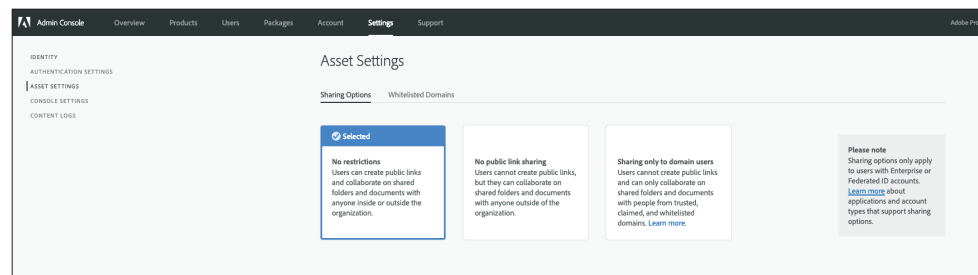 Admin Console Overview Products Users Packages Account Settings Support Adobe Pro
IDENTITY
AUTHENTICATION SETTINGS
ASSET SETTINGS
CONSOLE SETTINGS
CONTENT LOGS
Asset Settings
Sharing Options Whitelisted Domains
Selected
No restrictions
Users can create public links
and collaborate on shared
folders and documents with
anyone inside or outside the
organization.
No public link sharing
Users cannot create public links,
but they can collaborate on
shared folders and documents
with anyone outside of the
organization.
Sharing only to domain users
Users cannot create public links
and can only collaborate on
shared folders and documents
with people from trusted,
claimed, and whitelisted
domains. Learn more.
Please note
Sharing options only apply
to users with Enterprise or
Federated ID accounts.
Learn more about
applications and account
types that support sharing
options.